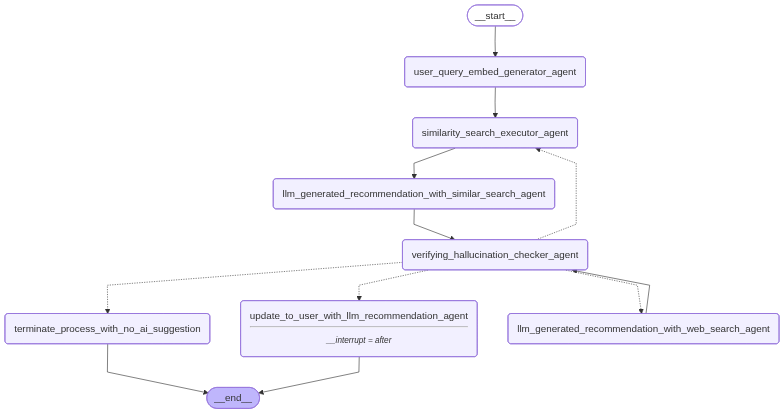 __start__
user_query_embed_generator_agent
similarity_search_executor_agent
llm_generated_recommendation_with_similar_search_agent
verifying_hallucination_checker_agent
terminate_process_with_no_ai_suggestion
update_to_user_with_llm_recommendation_agent
__interrupt = after
llm_generated_recommendation_with_web_search_agent
__end__